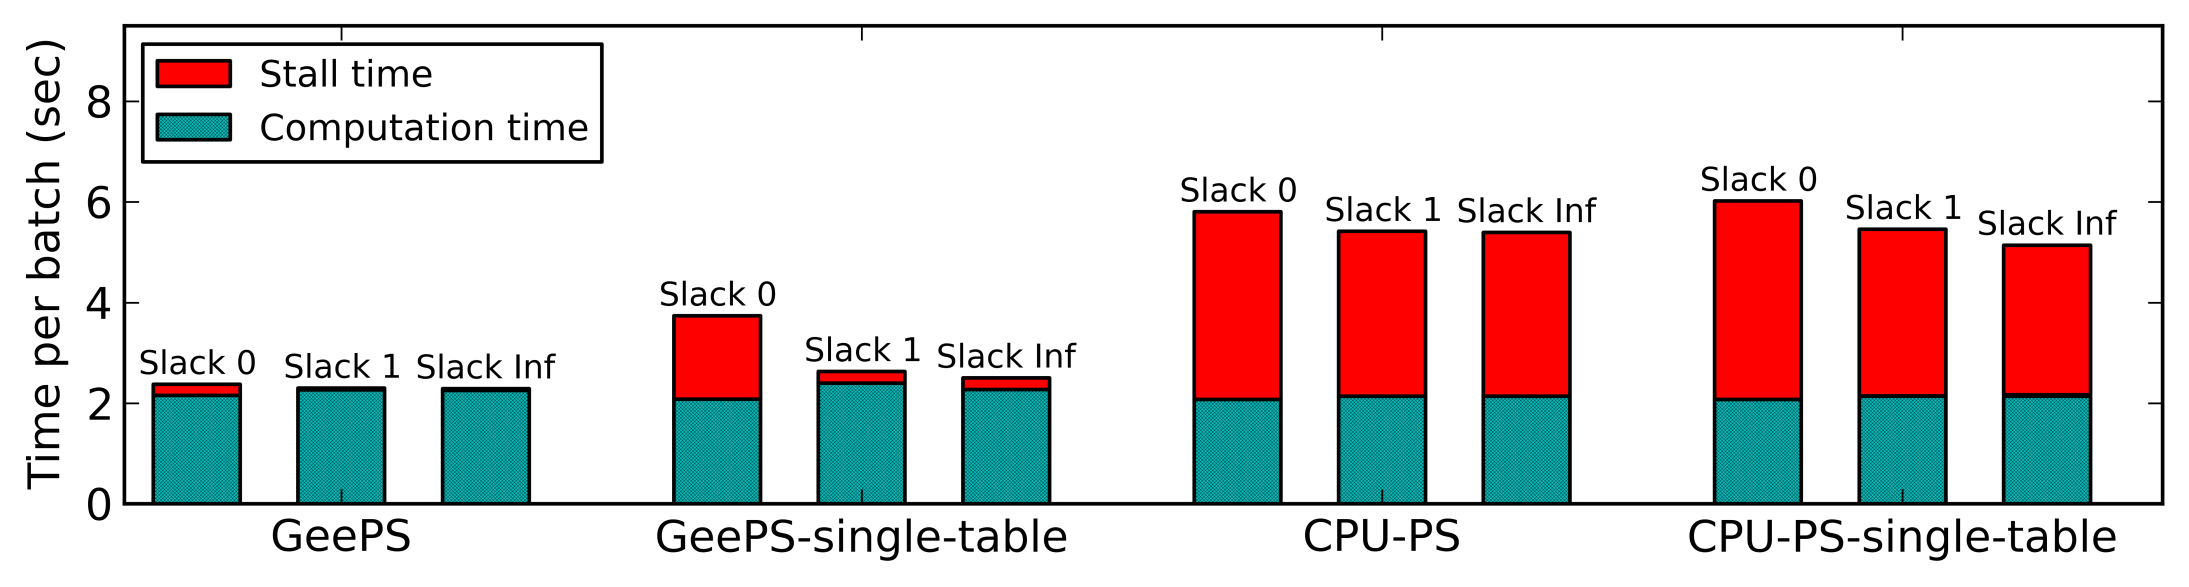 Time per batch (sec)
8
6
4
2
0
Stall time
Computation time
Slack 0
Slack 1
Slack Inf
Slack 0
Slack 1
Slack Inf
Slack 0
Slack 1
Slack Inf
Slack 0
Slack 1
Slack Inf
GeePS
GeePS-single-table
CPU-PS
CPU-PS-single-table